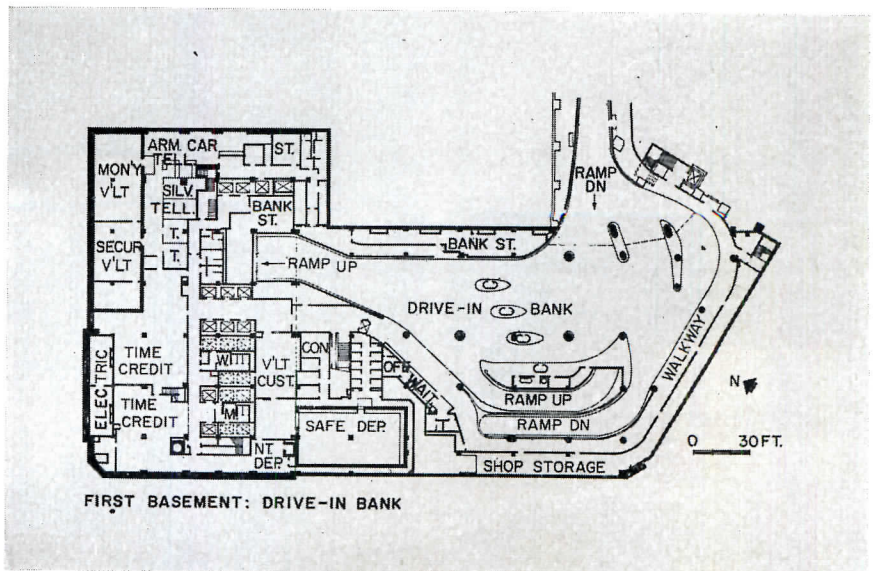 ARM. CAR
TELL.
ST.
MON'Y
V'LT
SILV.
TELL.
BANK
ST.
RAMP
DN
T.
T.
SECUR
V'LT
BANK ST.
RAMP UP
DRIVE-IN BANK
WALKWAY
N
ELECTRIC
TIME
CREDIT
W
V'LT
CUST.
CON
OFF
WAIT
TIME
CREDIT
M
SAFE DEP.
RAMP UP
RAMP DN
0 30 FT.
NT.
DEP.
SHOP STORAGE
FIRST BASEMENT: DRIVE-IN BANK